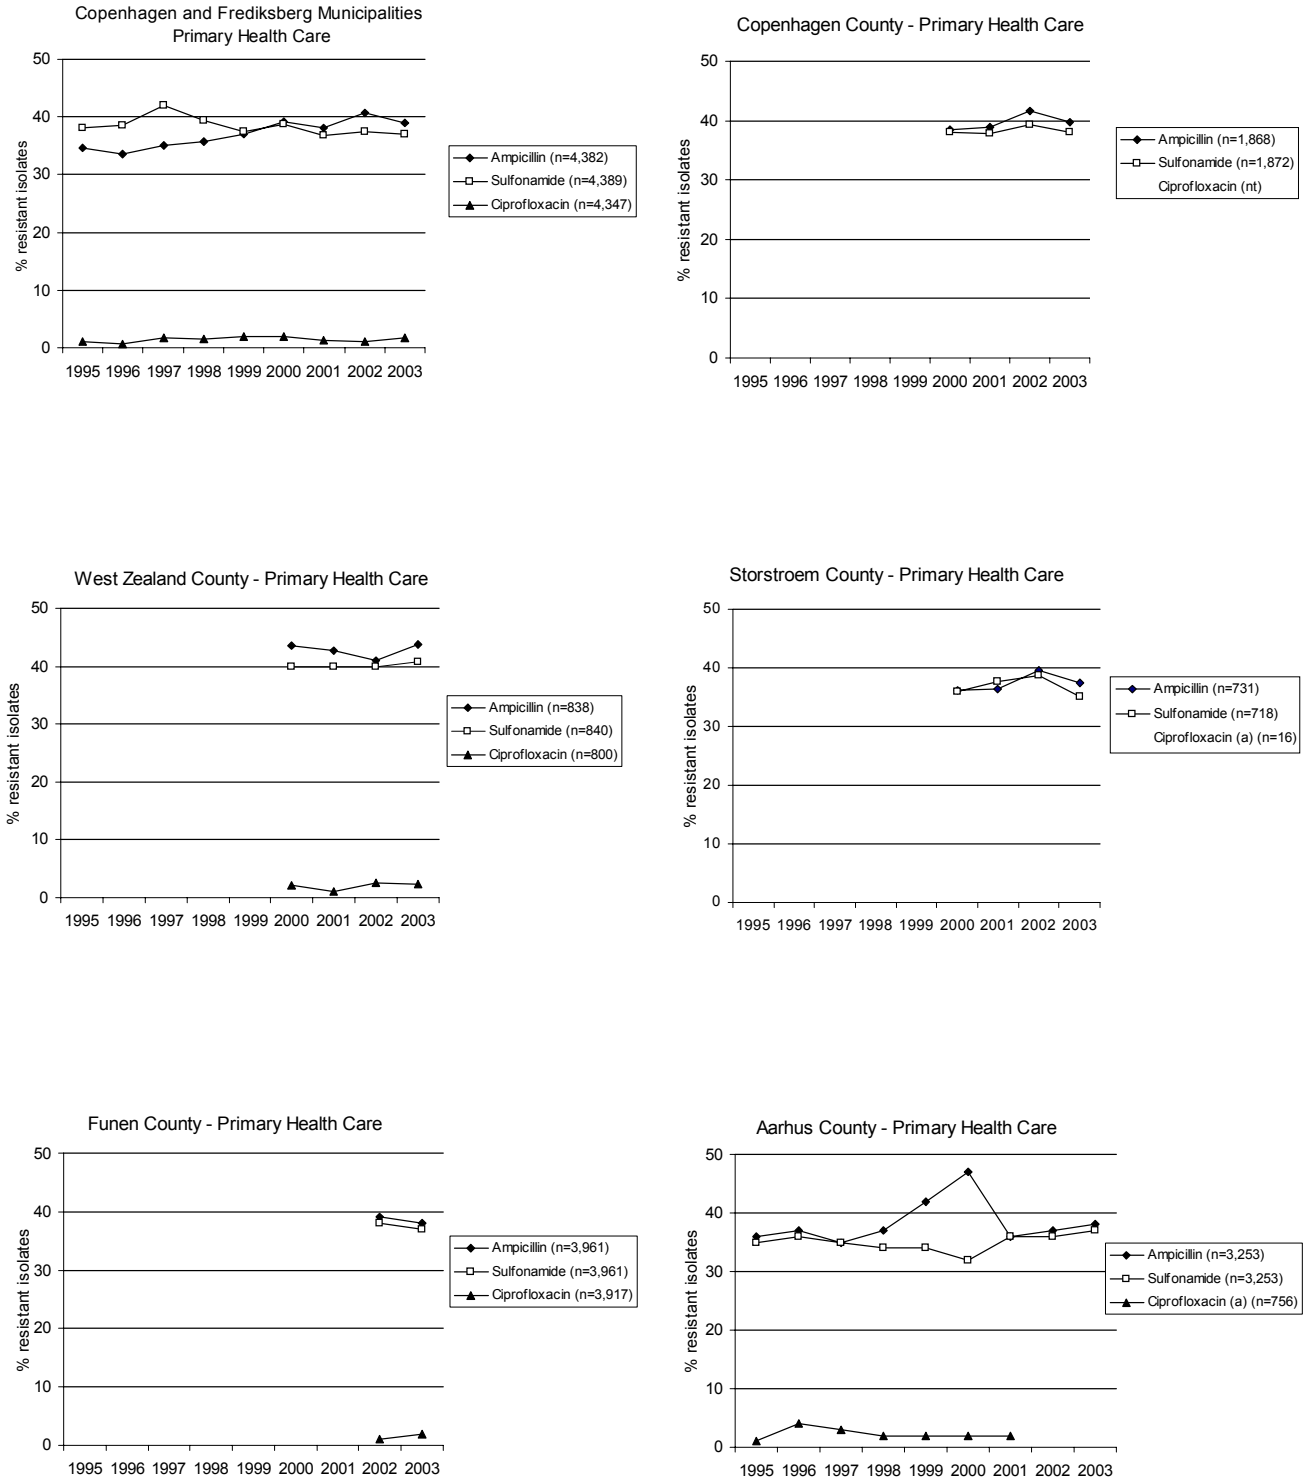 Copenhagen and Frediksberg Municipalities
Primary Health Care
50
40
30
20
10
0
% resistant isolates
1995 1996 1997 1998 1999 2000 2001 2002 2003
Ampicillin (n=4,382)
Sulfonamide (n=4,389)
Ciprofloxacin (n=4,347)
Copenhagen County - Primary Health Care
50
40
30
20
10
0
% resistant isolates
1995 1996 1997 1998 1999 2000 2001 2002 2003
Ampicillin (n=1,868)
Sulfonamide (n=1,872)
Ciprofloxacin (nt)
West Zealand County - Primary Health Care
50
40
30
20
10
0
% resistant isolates
1995 1996 1997 1998 1999 2000 2001 2002 2003
Ampicillin (n=838)
Sulfonamide (n=840)
Ciprofloxacin (n=800)
Storstroem County - Primary Health Care
50
40
30
20
10
0
% resistant isolates
1995 1996 1997 1998 1999 2000 2001 2002 2003
Ampicillin (n=731)
Sulfonamide (n=718)
Ciprofloxacin (a) (n=16)
Funen County - Primary Health Care
50
40
30
20
10
0
% resistant isolates
1995 1996 1997 1998 1999 2000 2001 2002 2003
Ampicillin (n=3,961)
Sulfonamide (n=3,961)
Ciprofloxacin (n=3,917)
Aarhus County - Primary Health Care
50
40
30
20
10
0
% resistant isolates
1995 1996 1997 1998 1999 2000 2001 2002 2003
Ampicillin (n=3,253)
Sulfonamide (n=3,253)
Ciprofloxacin (a) (n=756)